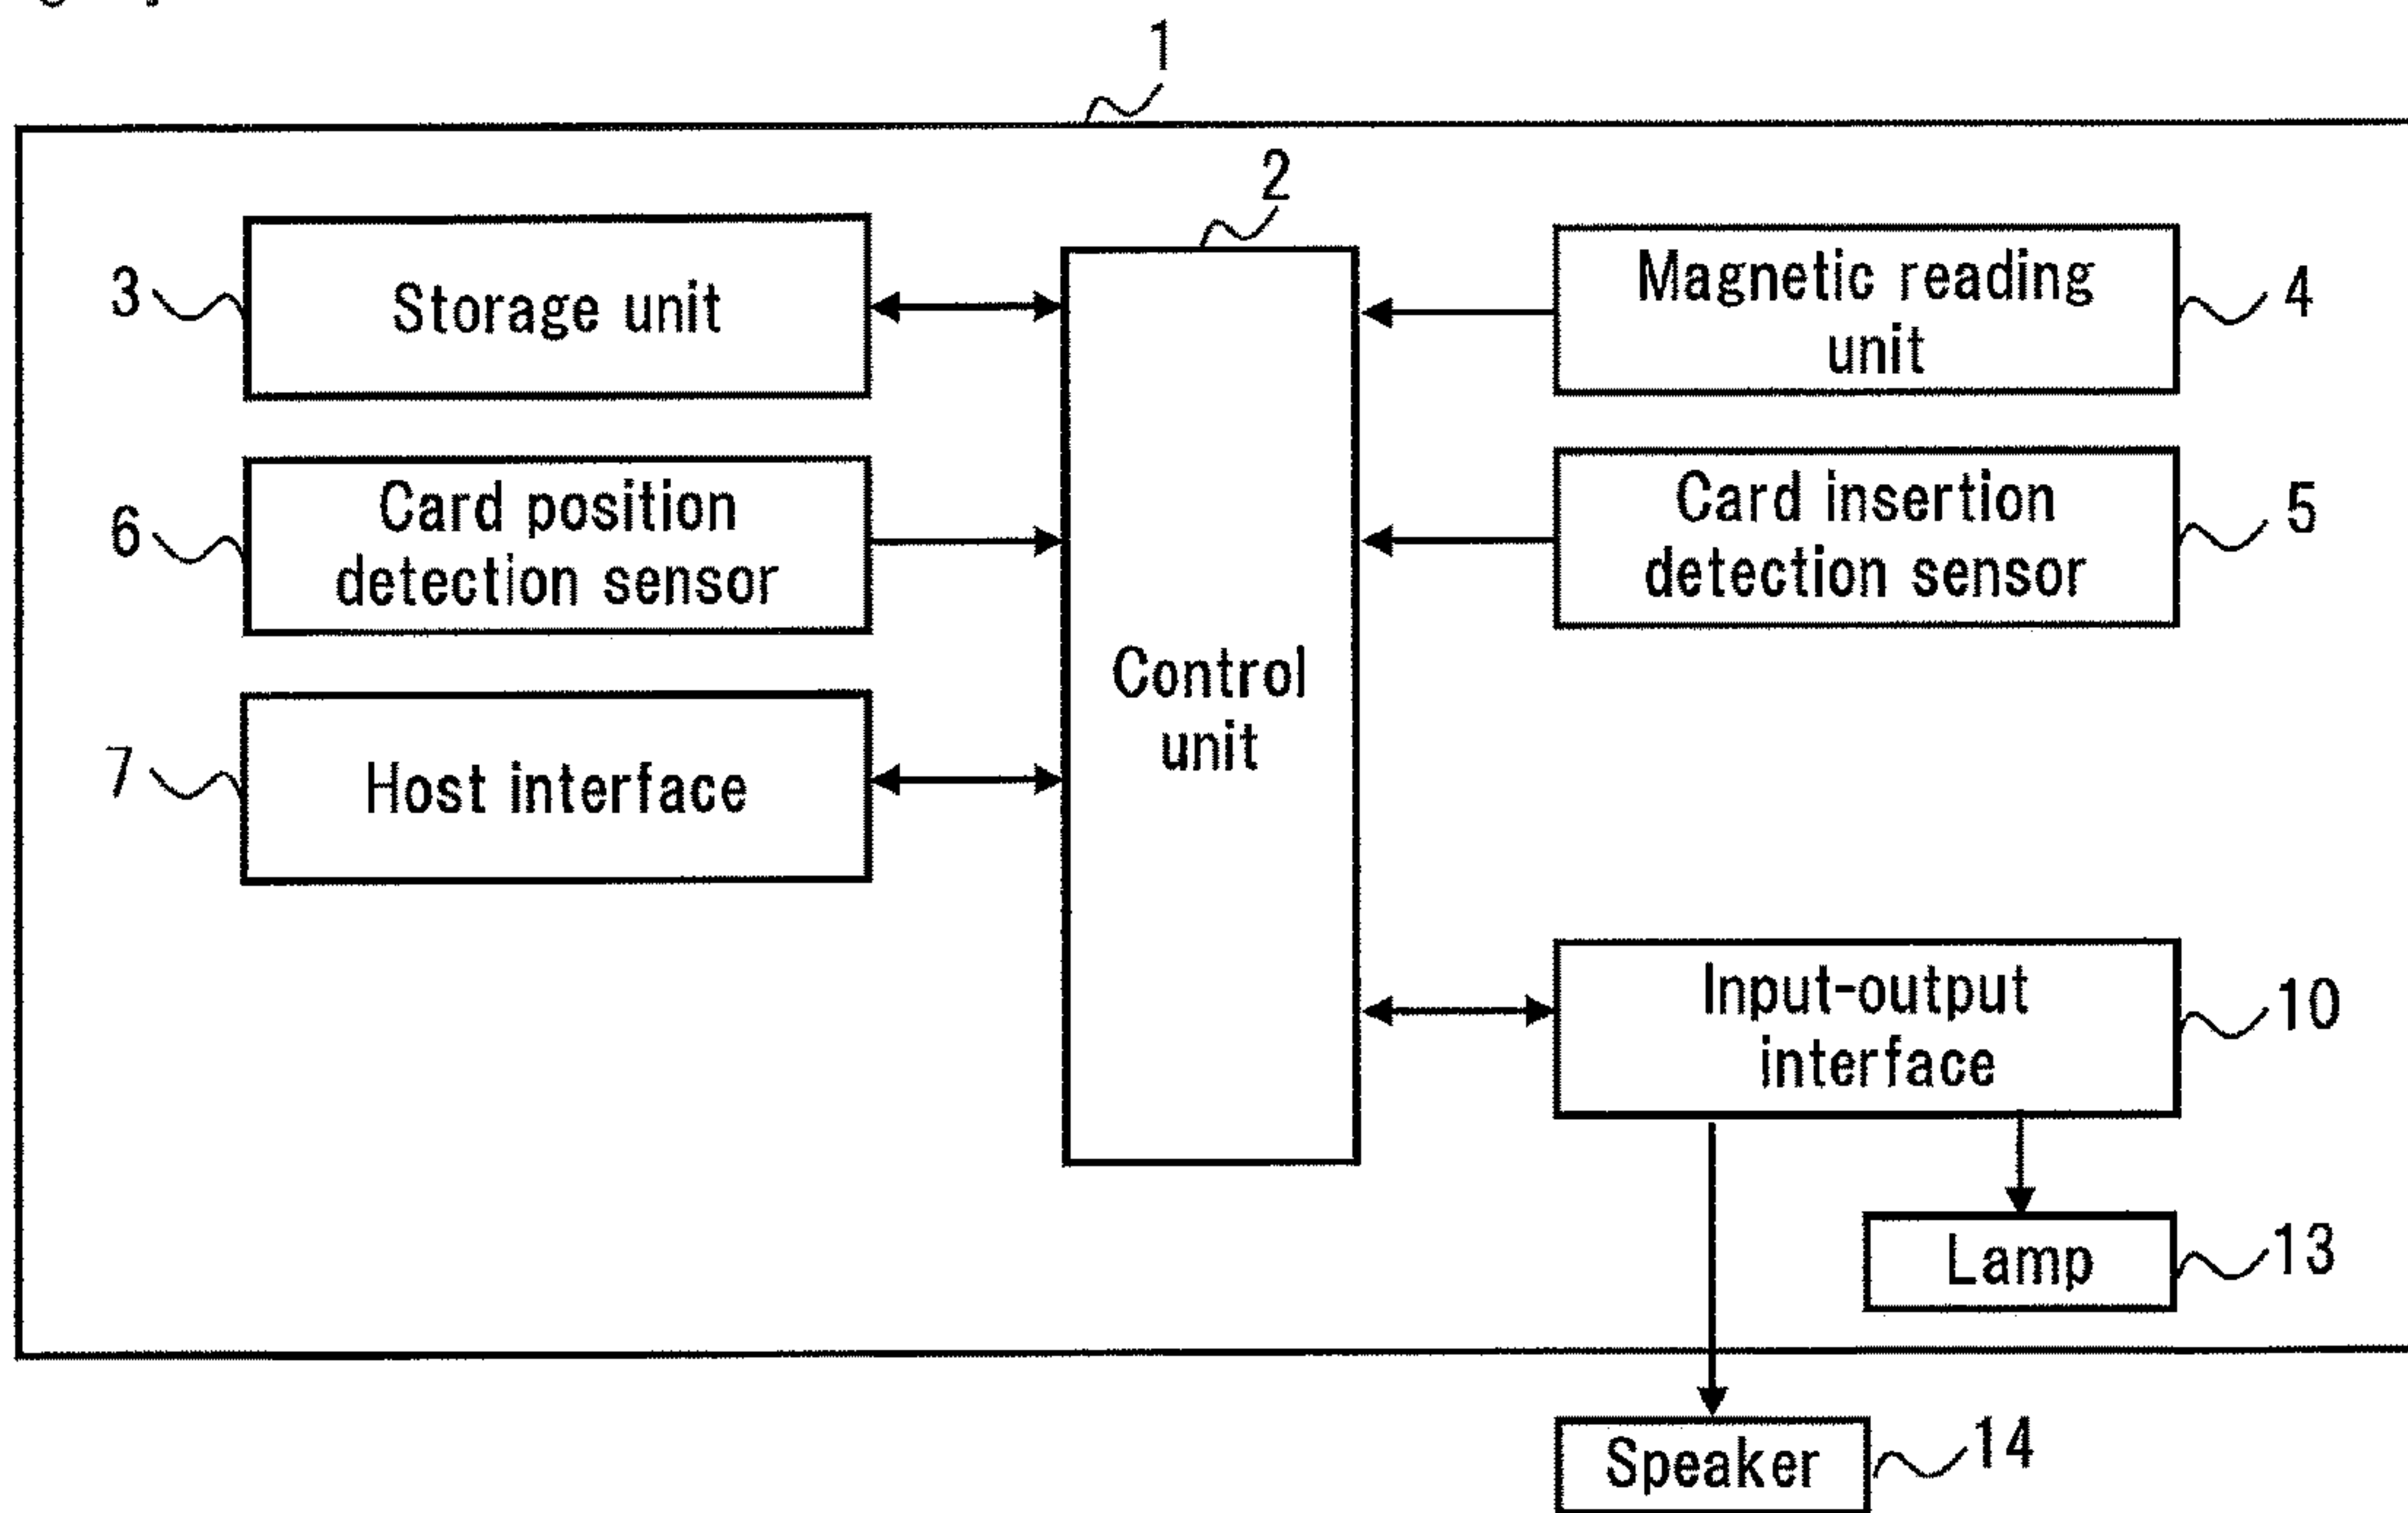 1
2
3
Storage unit
Magnetic reading
unit
4
6
Card position
detection sensor
Card insertion
detection sensor
5
Control
unit
7
Host interface
Input-output
interface
10
Lamp
13
Speaker
14